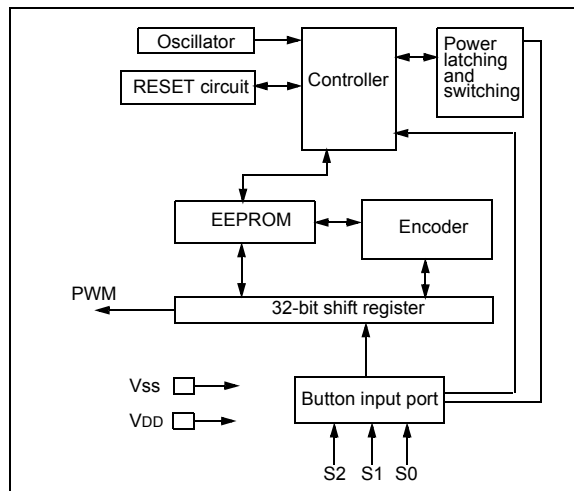 Oscillator
RESET circuit
Controller
Power
latching
and
switching
EEPROM
Encoder
PWM
32-bit shift register
Vss
VDD
Button input port
S2 S1 S0